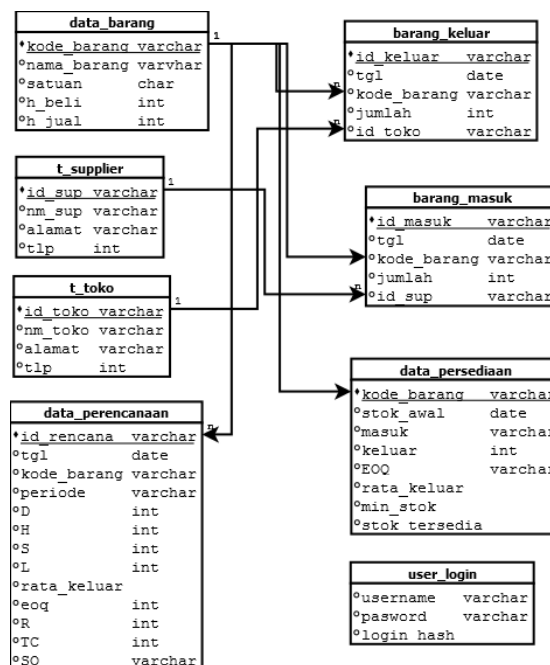 data_barang
kode_barang varchar
nama_barang varvhar
satuan char
h_beli int
h_jual int
1
t_supplier
id_sup varchar
nm_sup varchar
alamat varchar
tlp int
1
t_toko
id_toko varchar
nm_toko varchar
alamat varchar
tlp int
1
data_perencanaan
id_rencana varchar
tgl date
kode_barang varchar
periode varchar
D int
H int
S int
L int
rata_keluar
eoq int
R int
TC int
SO varchar
n
barang_keluar
id_keluar varchar
tgl date
kode_barang varchar
jumlah int
id_toko varchar
n
n
barang_masuk
id_masuk varchar
tgl date
kode_barang varchar
jumlah int
id_sup varchar
n
data_persediaan
kode_barang varchar
stok_awal date
masuk varchar
keluar int
EOQ varchar
rata_keluar
min_stok
stok_tersedia
user_login
username varchar
pasword varchar
login_hash